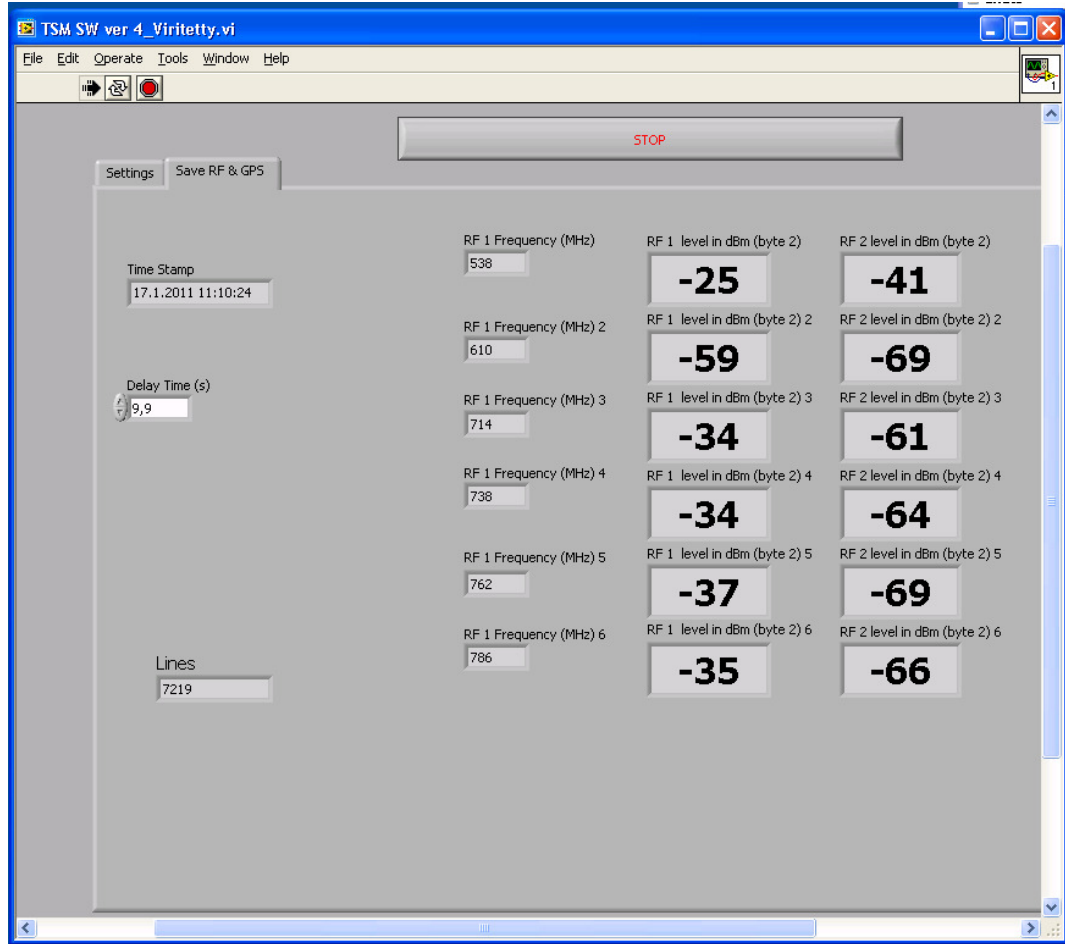 TSM SW ver 4_Viritetty.vi
File Edit Operate Tools Window Help
1
STOP
Settings Save RF & GPS
RF 1 Frequency (MHz) RF 1 level in dBm (byte 2) RF 2 level in dBm (byte 2)
538
-25 -41
Time Stamp
17.1.2011 11:10:24
RF 1 Frequency (MHz) 2 RF 1 level in dBm (byte 2) 2 RF 2 level in dBm (byte 2) 2
610
-59 -69
Delay Time (s)
9,9
RF 1 Frequency (MHz) 3 RF 1 level in dBm (byte 2) 3 RF 2 level in dBm (byte 2) 3
714
-34 -61
RF 1 Frequency (MHz) 4 RF 1 level in dBm (byte 2) 4 RF 2 level in dBm (byte 2) 4
738
-34 -64
RF 1 Frequency (MHz) 5 RF 1 level in dBm (byte 2) 5 RF 2 level in dBm (byte 2) 5
762
-37 -69
RF 1 Frequency (MHz) 6 RF 1 level in dBm (byte 2) 6 RF 2 level in dBm (byte 2) 6
786
-35 -66
Lines
7219